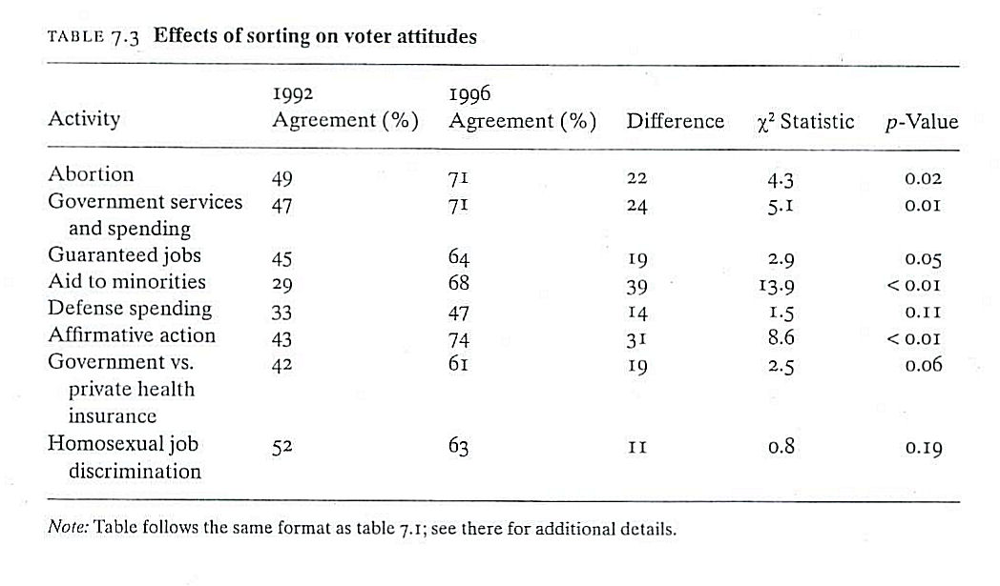 TABLE 7.3 Effects of sorting on voter attitudes
1992 1996
Activity Agreement (%) Agreement (%) Difference χ² Statistic p-Value
Abortion 49 71 22 4.3 0.02
Government services 47 71 24 5.1 0.01
and spending
Guaranteed jobs 45 64 19 2.9 0.05
Aid to minorities 29 68 39 13.9 < 0.01
Defense spending 33 47 14 1.5 0.11
Affirmative action 43 74 31 8.6 < 0.01
Government vs. 42 61 19 2.5 0.06
private health
insurance
Homosexual job 52 63 11 0.8 0.19
discrimination
Note: Table follows the same format as table 7.1; see there for additional details.